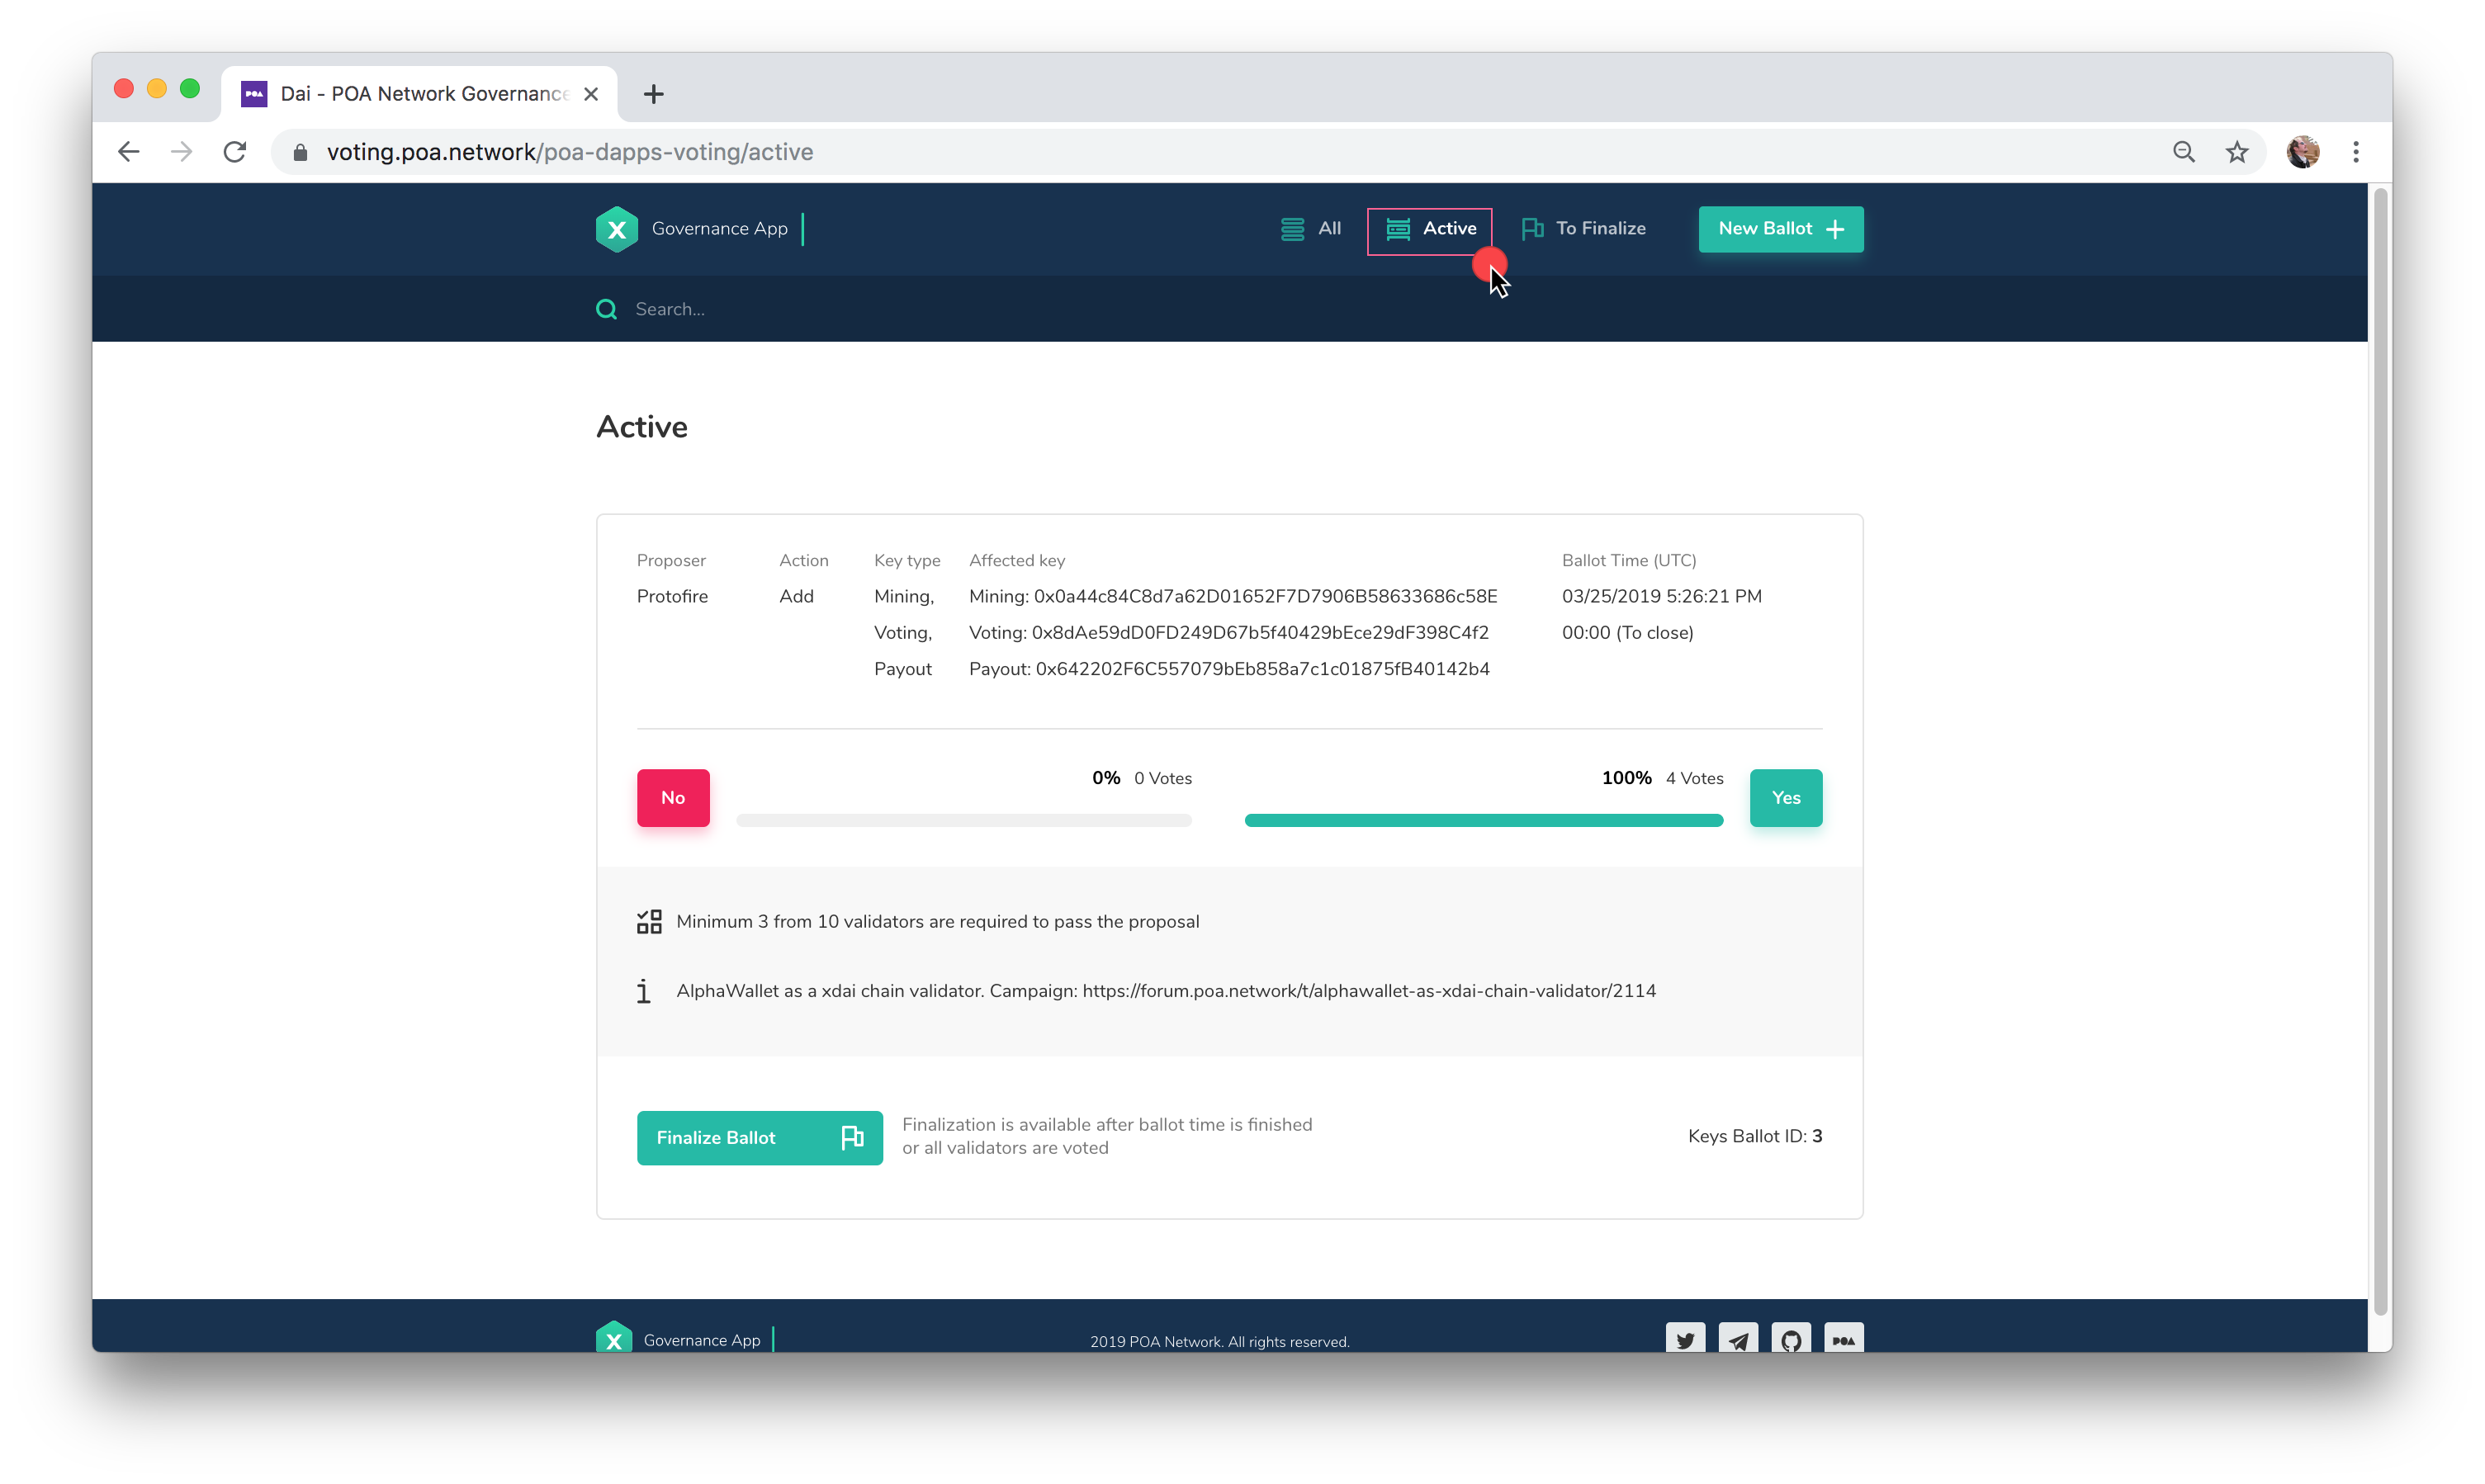 Dai - POA Network Governance
voting.poa.network/poa-dapps-voting/active
Governance App
All
Active
To Finalize
New Ballot
Search...
Active
Proposer
Action
Key type
Affected key
Ballot Time (UTC)
Protofire
Add
Mining,
Mining: 0x0a44c84C8d7a62D01652F7D7906B58633686c58E
03/25/2019 5:26:21 PM
Voting,
Voting: 0x8dAe59dD0FD249D67b5f40429bEce29dF398C4f2
00:00 (To close)
Payout
Payout: 0x642202F6C557079bEb858a7c1c01875fB40142b4
No
0% 0 Votes
100% 4 Votes
Yes
Minimum 3 from 10 validators are required to pass the proposal
AlphaWallet as a xdai chain validator. Campaign: https://forum.poa.network/t/alphawallet-as-xdai-chain-validator/2114
Finalize Ballot
Finalization is available after ballot time is finished
or all validators are voted
Keys Ballot ID: 3
Governance App
2019 POA Network. All rights reserved.
POA